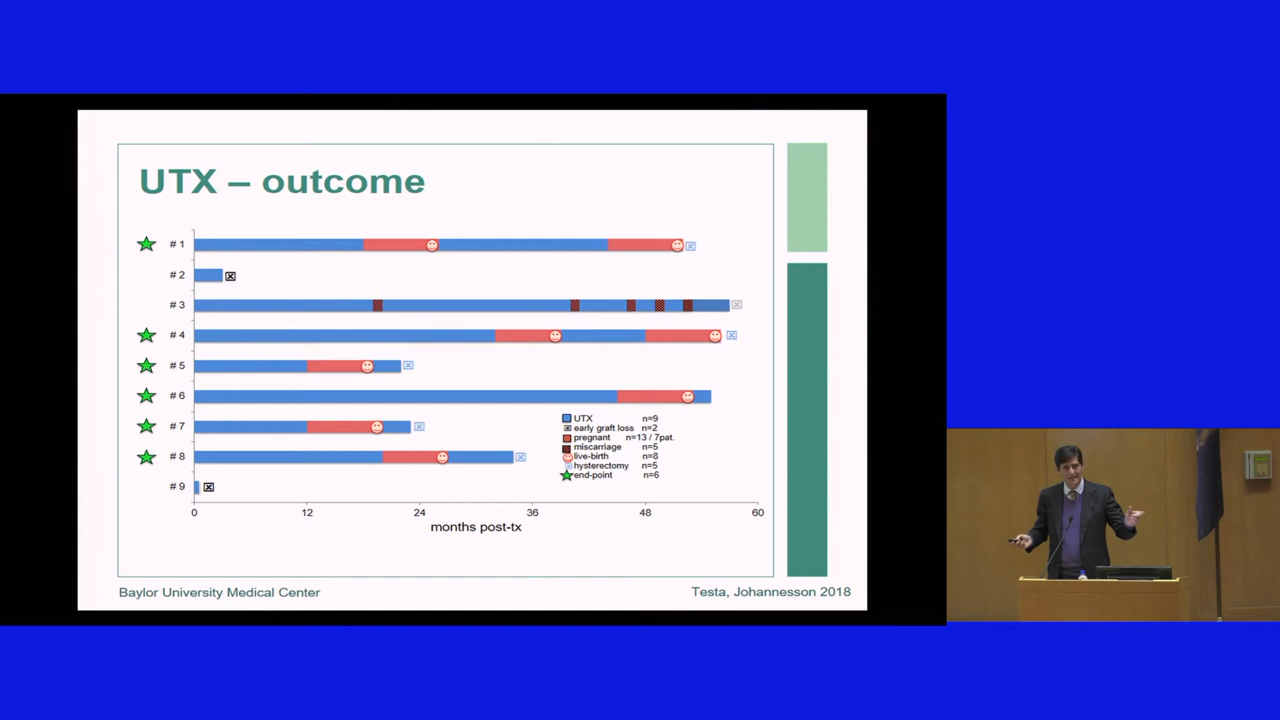 UTX – outcome
# 1
# 2
# 3
# 4
# 5
# 6
# 7
# 8
# 9
UTX n=9
early graft loss n=2
pregnant n=13 / 7pat.
miscarriage n=5
live-birth n=8
hysterectomy n=5
end-point n=6
0 12 24 36 48 60
months post-tx
Baylor University Medical Center
Testa, Johannesson 2018